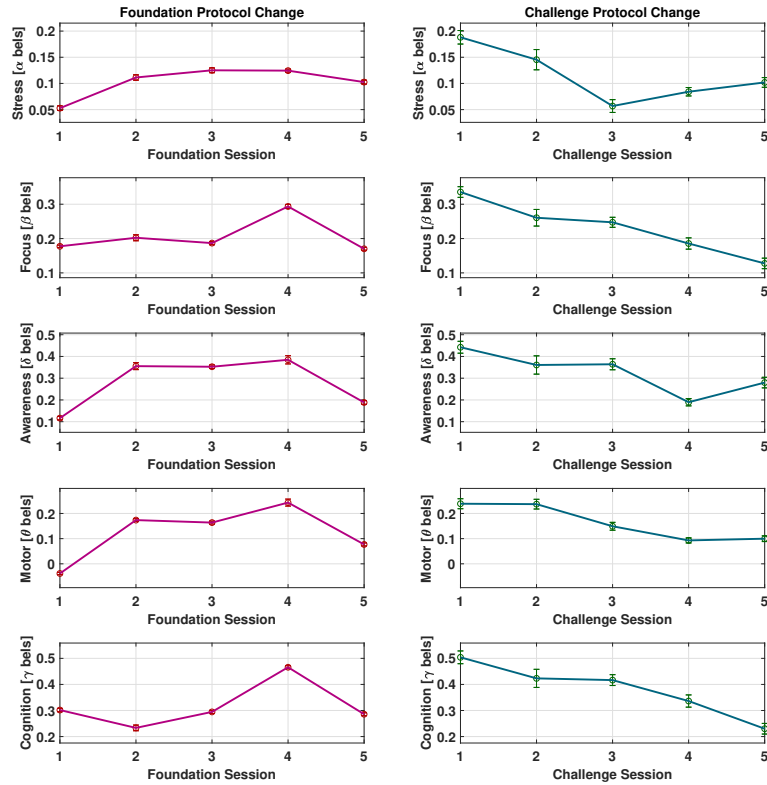 Foundation Protocol Change
Stress [α bels]
0.2
0.15
0.1
0.05
1 2 3 4 5
Foundation Session
Challenge Protocol Change
Stress [α bels]
0.2
0.15
0.1
0.05
1 2 3 4 5
Challenge Session
Focus [β bels]
0.3
0.2
0.1
1 2 3 4 5
Foundation Session
Focus [β bels]
0.3
0.2
0.1
1 2 3 4 5
Challenge Session
Awareness [δ bels]
0.5
0.4
0.3
0.2
0.1
1 2 3 4 5
Foundation Session
Awareness [δ bels]
0.5
0.4
0.3
0.2
0.1
1 2 3 4 5
Challenge Session
Motor [θ bels]
0.2
0.1
0
1 2 3 4 5
Foundation Session
Motor [θ bels]
0.2
0.1
0
1 2 3 4 5
Challenge Session
Cognition [γ bels]
0.5
0.4
0.3
0.2
1 2 3 4 5
Foundation Session
Cognition [γ bels]
0.5
0.4
0.3
0.2
1 2 3 4 5
Challenge Session